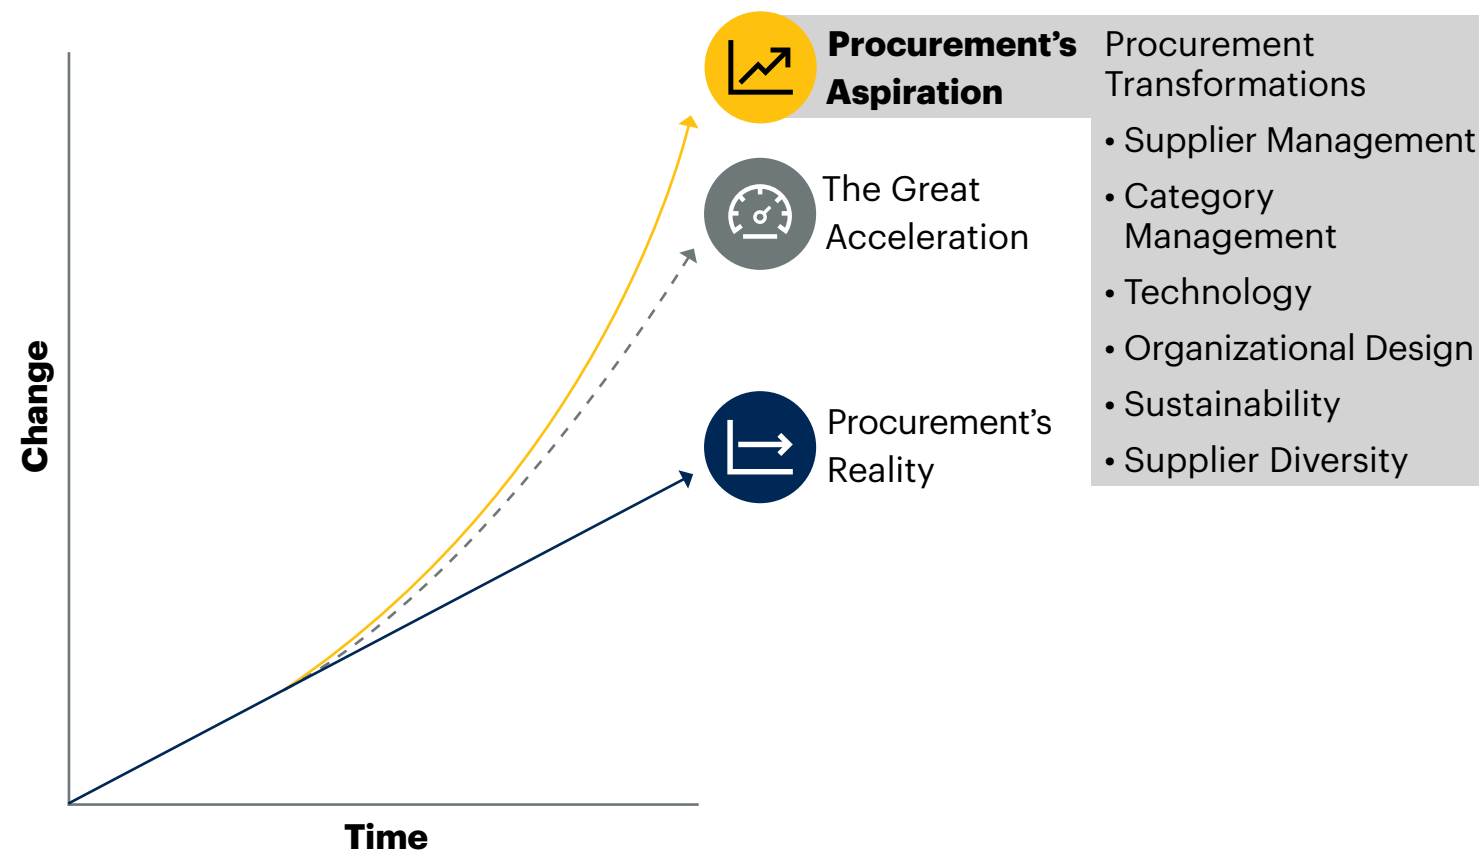 Procurement’s
Aspiration
Procurement
Transformations
• Supplier Management
• Category
Management
• Technology
• Organizational Design
• Sustainability
• Supplier Diversity
The Great
Acceleration
Procurement’s
Reality
Change
Time